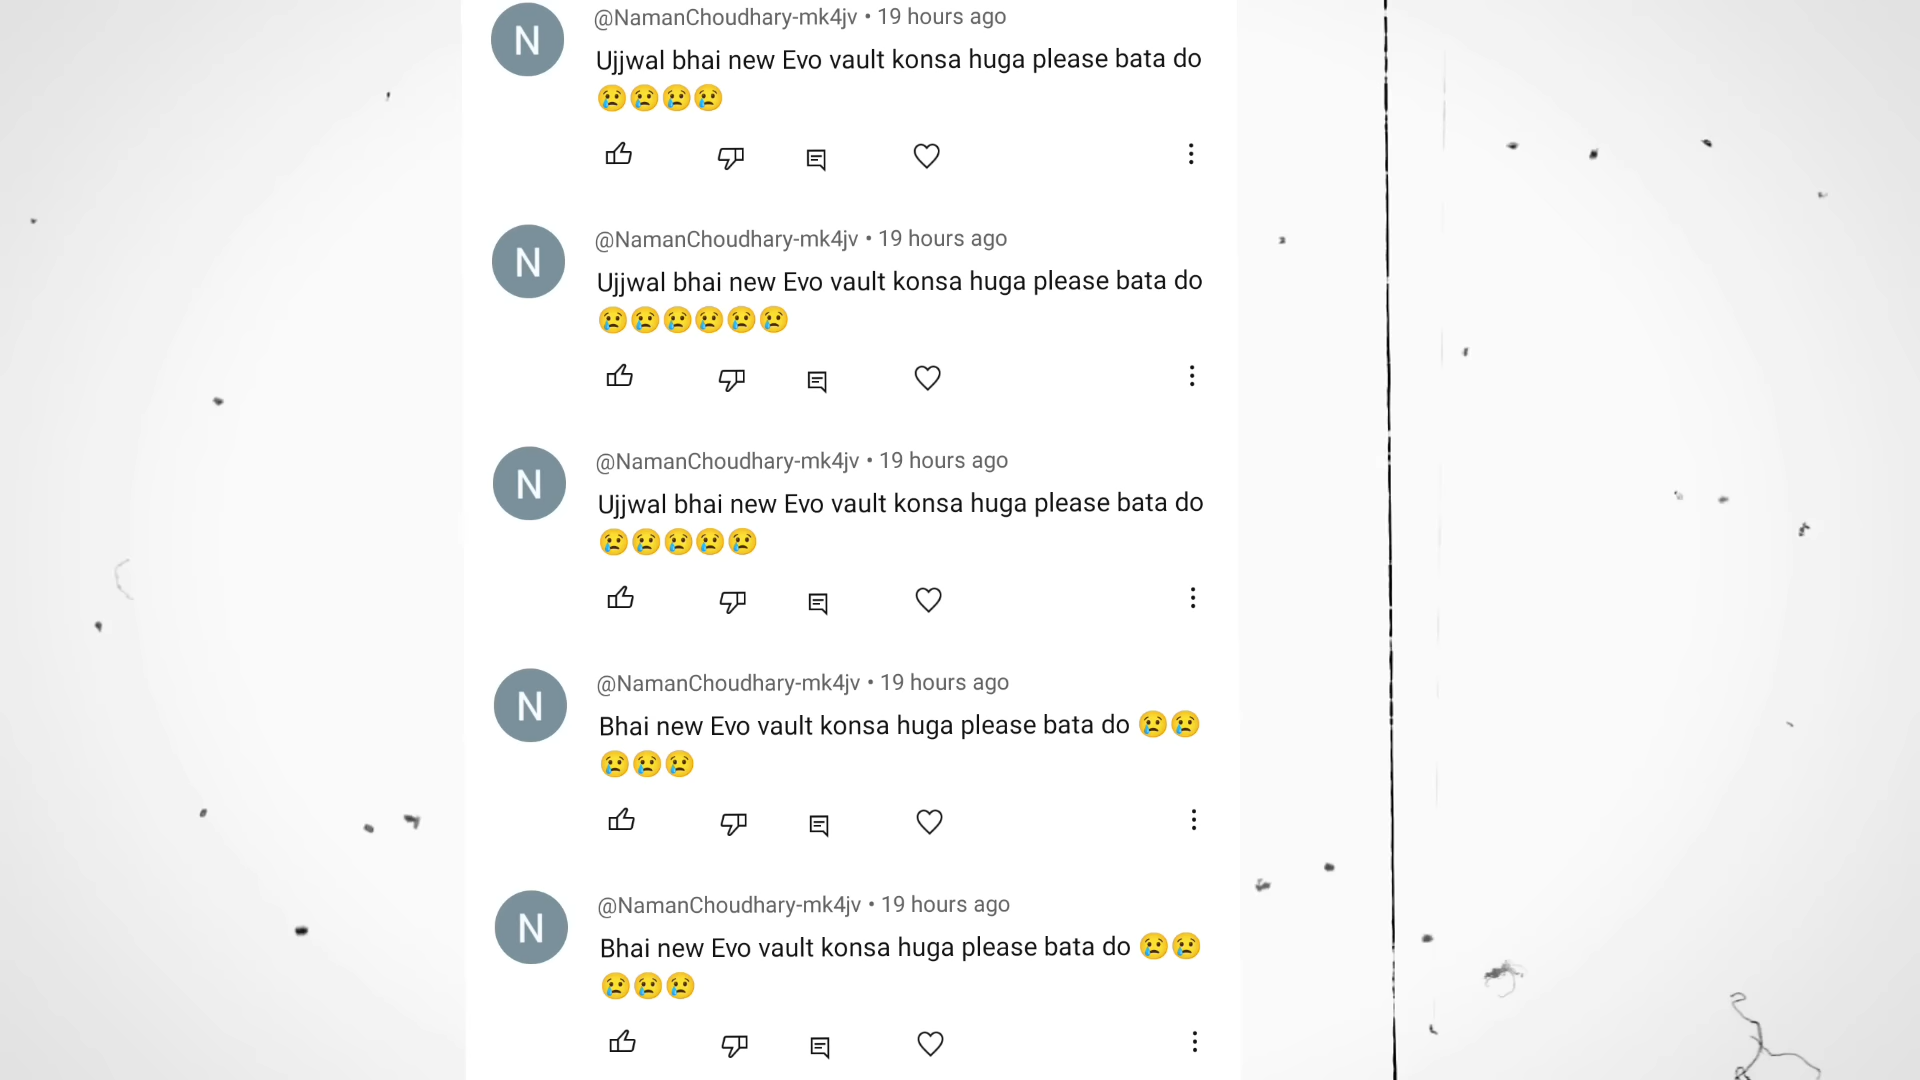 @NamanChoudhary-mk4jv • 19 hours ago
Ujjwal bhai new Evo vault konsa huga please bata do
😢😢😢😢
@NamanChoudhary-mk4jv • 19 hours ago
Ujjwal bhai new Evo vault konsa huga please bata do
😢😢😢😢😢😢
@NamanChoudhary-mk4jv • 19 hours ago
Ujjwal bhai new Evo vault konsa huga please bata do
😢😢😢😢😢
@NamanChoudhary-mk4jv • 19 hours ago
Bhai new Evo vault konsa huga please bata do 😢😢
😢😢😢
@NamanChoudhary-mk4jv • 19 hours ago
Bhai new Evo vault konsa huga please bata do 😢😢
😢😢😢